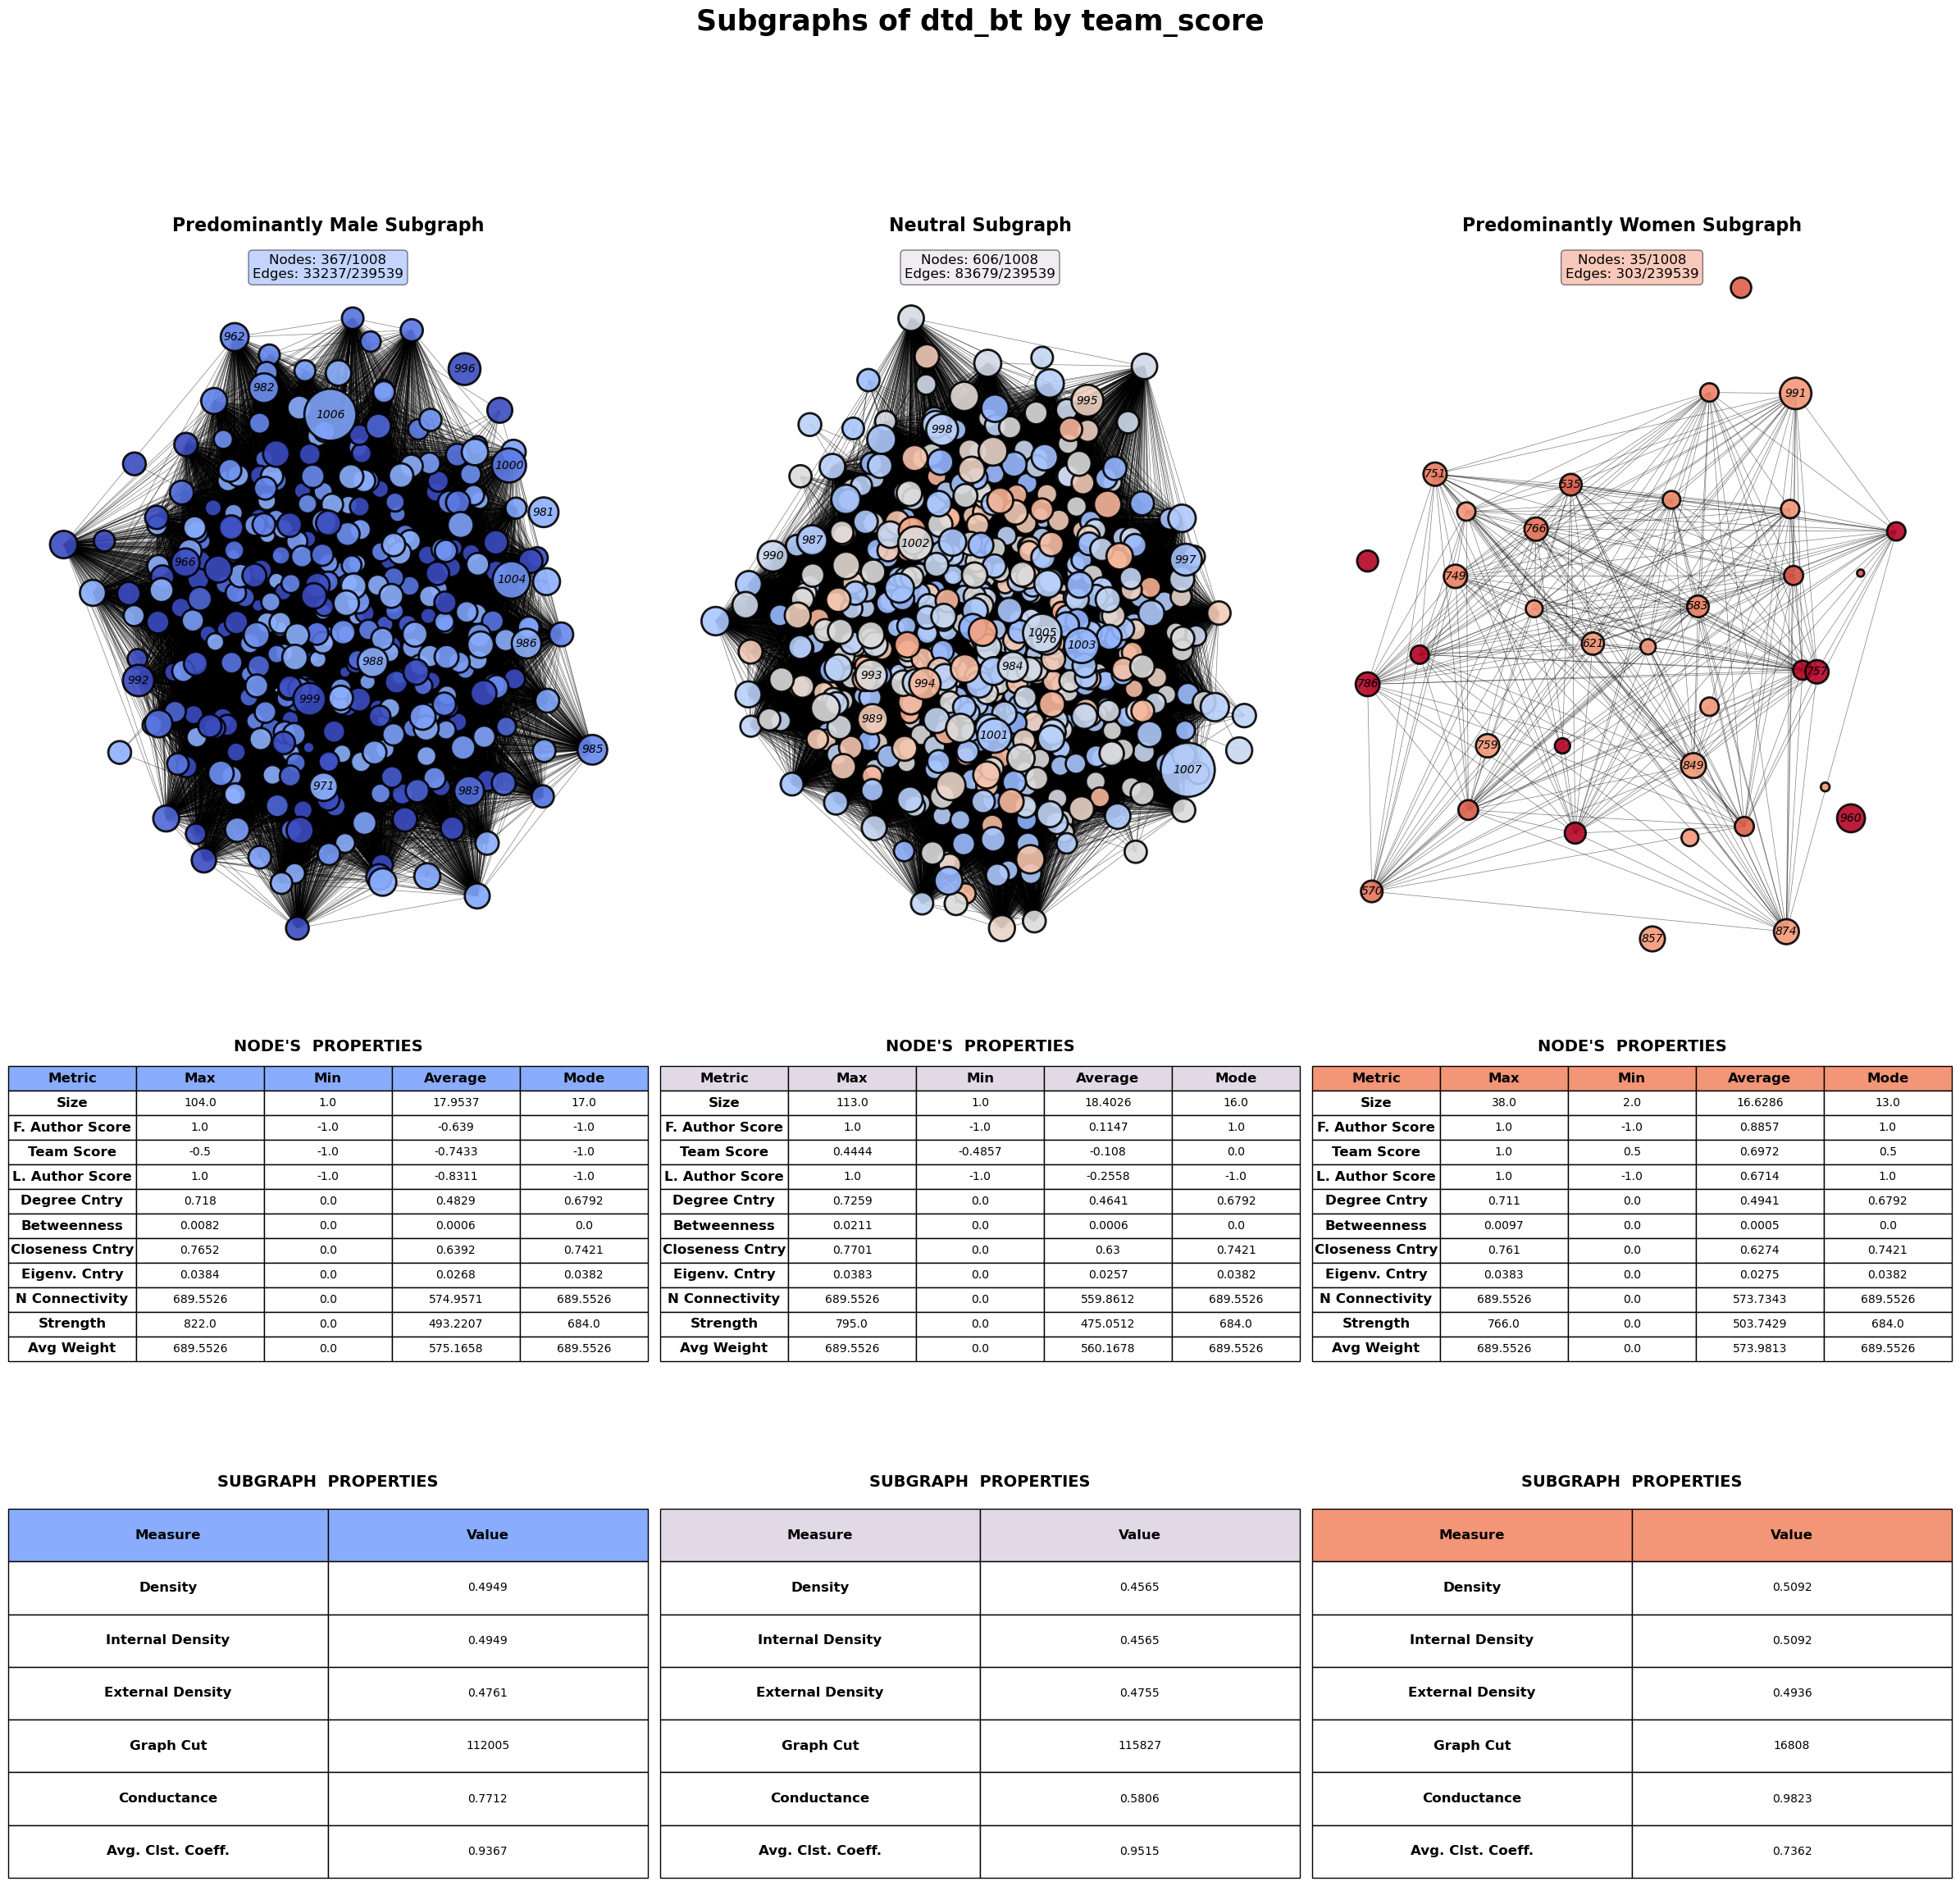 Subgraphs of dtd_bt by team_score
Predominantly Male Subgraph
Nodes: 367/1008
Edges: 33237/239539
962
996
982
1006
1000
981
966
1004
986
988
992
999
985
971
983
Neutral Subgraph
Nodes: 606/1008
Edges: 83679/239539
995
998
987
1002
990
997
1005
976
1003
984
993
994
989
1001
1007
Predominantly Women Subgraph
Nodes: 35/1008
Edges: 303/239539
991
751
535
766
749
583
621
757
786
759
849
960
570
874
857
NODE'S PROPERTIES
Metric Max Min Average Mode
Size 104.0 1.0 17.9537 17.0
F. Author Score 1.0 -1.0 -0.639 -1.0
Team Score -0.5 -1.0 -0.7433 -1.0
L. Author Score 1.0 -1.0 -0.8311 -1.0
Degree Cntry 0.718 0.0 0.4829 0.6792
Betweenness 0.0082 0.0 0.0006 0.0
Closeness Cntry 0.7652 0.0 0.6392 0.7421
Eigenv. Cntry 0.0384 0.0 0.0268 0.0382
N Connectivity 689.5526 0.0 574.9571 689.5526
Strength 822.0 0.0 493.2207 684.0
Avg Weight 689.5526 0.0 575.1658 689.5526
NODE'S PROPERTIES
Metric Max Min Average Mode
Size 113.0 1.0 18.4026 16.0
F. Author Score 1.0 -1.0 0.1147 1.0
Team Score 0.4444 -0.4857 -0.108 0.0
L. Author Score 1.0 -1.0 -0.2558 -1.0
Degree Cntry 0.7259 0.0 0.4641 0.6792
Betweenness 0.0211 0.0 0.0006 0.0
Closeness Cntry 0.7701 0.0 0.63 0.7421
Eigenv. Cntry 0.0383 0.0 0.0257 0.0382
N Connectivity 689.5526 0.0 559.8612 689.5526
Strength 795.0 0.0 475.0512 684.0
Avg Weight 689.5526 0.0 560.1678 689.5526
NODE'S PROPERTIES
Metric Max Min Average Mode
Size 38.0 2.0 16.6286 13.0
F. Author Score 1.0 -1.0 0.8857 1.0
Team Score 1.0 0.5 0.6972 0.5
L. Author Score 1.0 -1.0 0.6714 1.0
Degree Cntry 0.711 0.0 0.4941 0.6792
Betweenness 0.0097 0.0 0.0005 0.0
Closeness Cntry 0.761 0.0 0.6274 0.7421
Eigenv. Cntry 0.0383 0.0 0.0275 0.0382
N Connectivity 689.5526 0.0 573.7343 689.5526
Strength 766.0 0.0 503.7429 684.0
Avg Weight 689.5526 0.0 573.9813 689.5526
SUBGRAPH PROPERTIES
Measure Value
Density 0.4949
Internal Density 0.4949
External Density 0.4761
Graph Cut 112005
Conductance 0.7712
Avg. Clst. Coeff. 0.9367
SUBGRAPH PROPERTIES
Measure Value
Density 0.4565
Internal Density 0.4565
External Density 0.4755
Graph Cut 115827
Conductance 0.5806
Avg. Clst. Coeff. 0.9515
SUBGRAPH PROPERTIES
Measure Value
Density 0.5092
Internal Density 0.5092
External Density 0.4936
Graph Cut 16808
Conductance 0.9823
Avg. Clst. Coeff. 0.7362